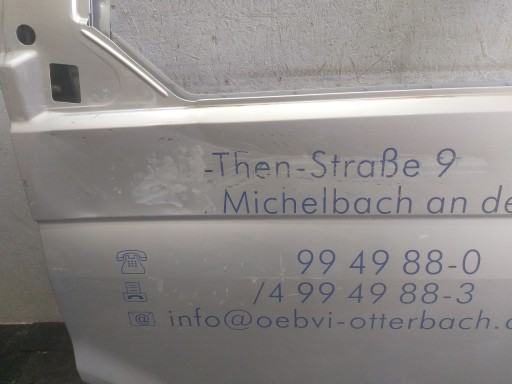 -Then-Straße 9
Michelbach an de
99 49 88-0
/4 99 49 88-3
info@oebvi-otterbach.